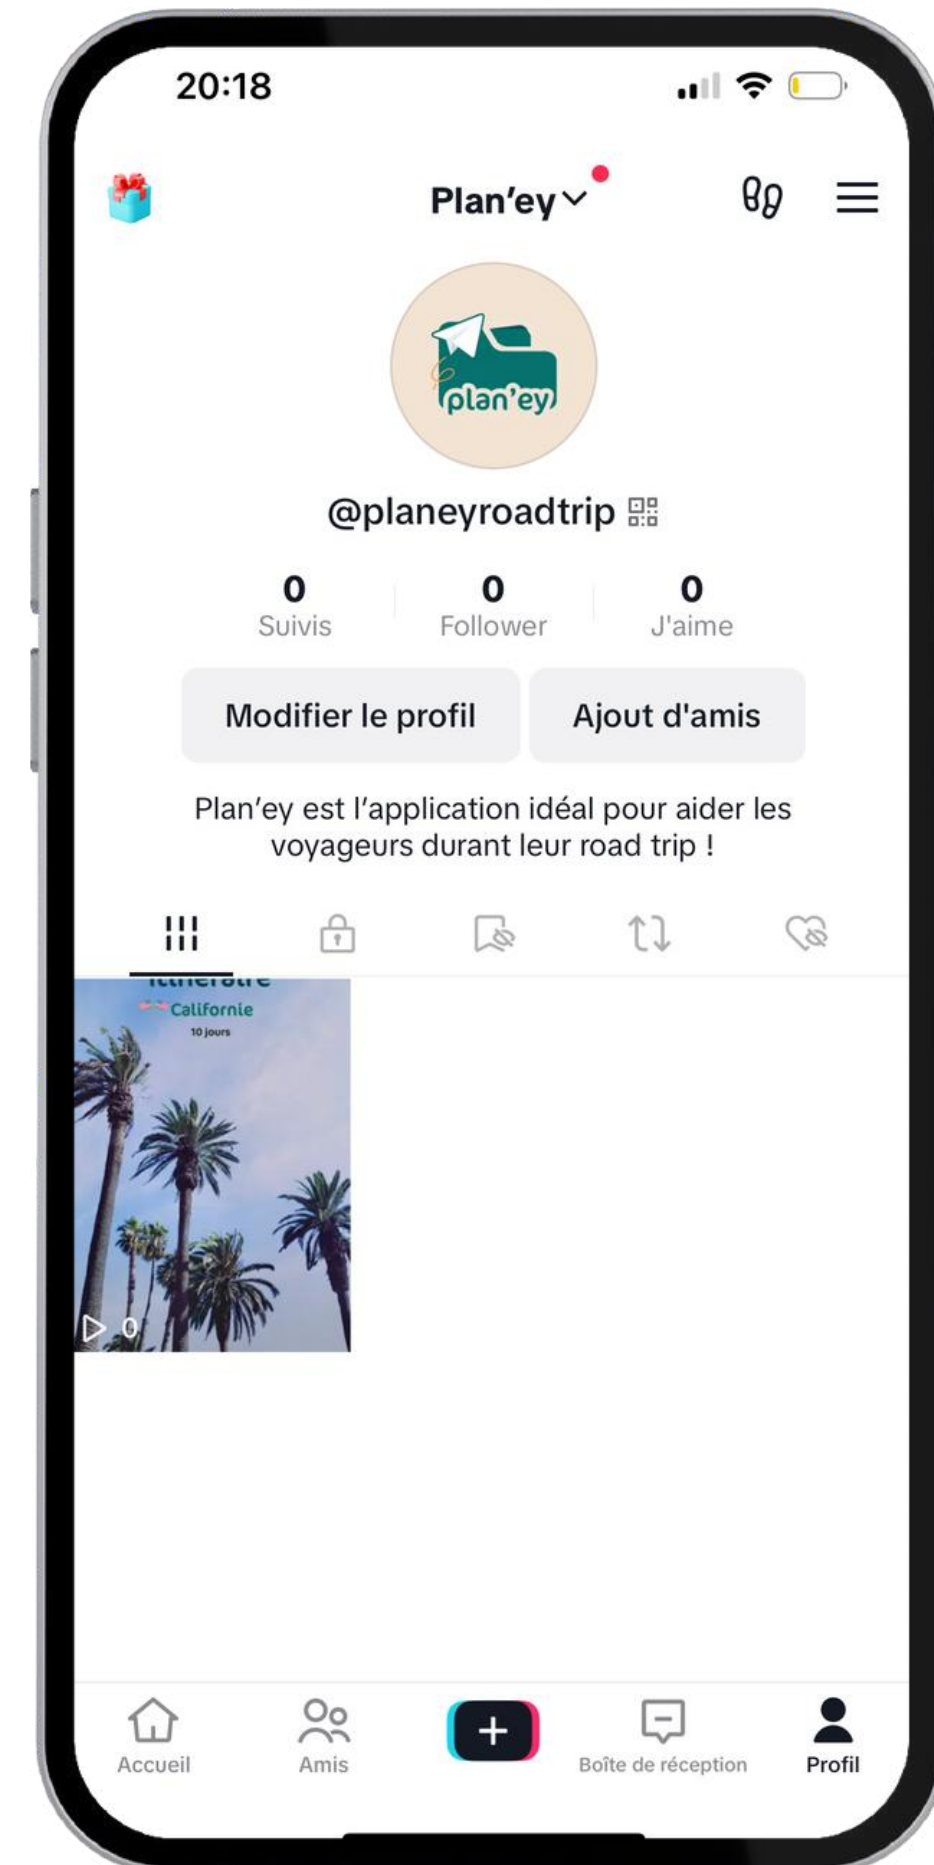 20:18
Plan’ey
plan'ey
@planeyroadtrip
0 0 0
Suivis Follower J'aime
Modifier le profil Ajout d'amis
Plan’ey est l’application idéal pour aider les
voyageurs durant leur road trip !
Californie
10 jours
0
Accueil Amis Boîte de réception Profil